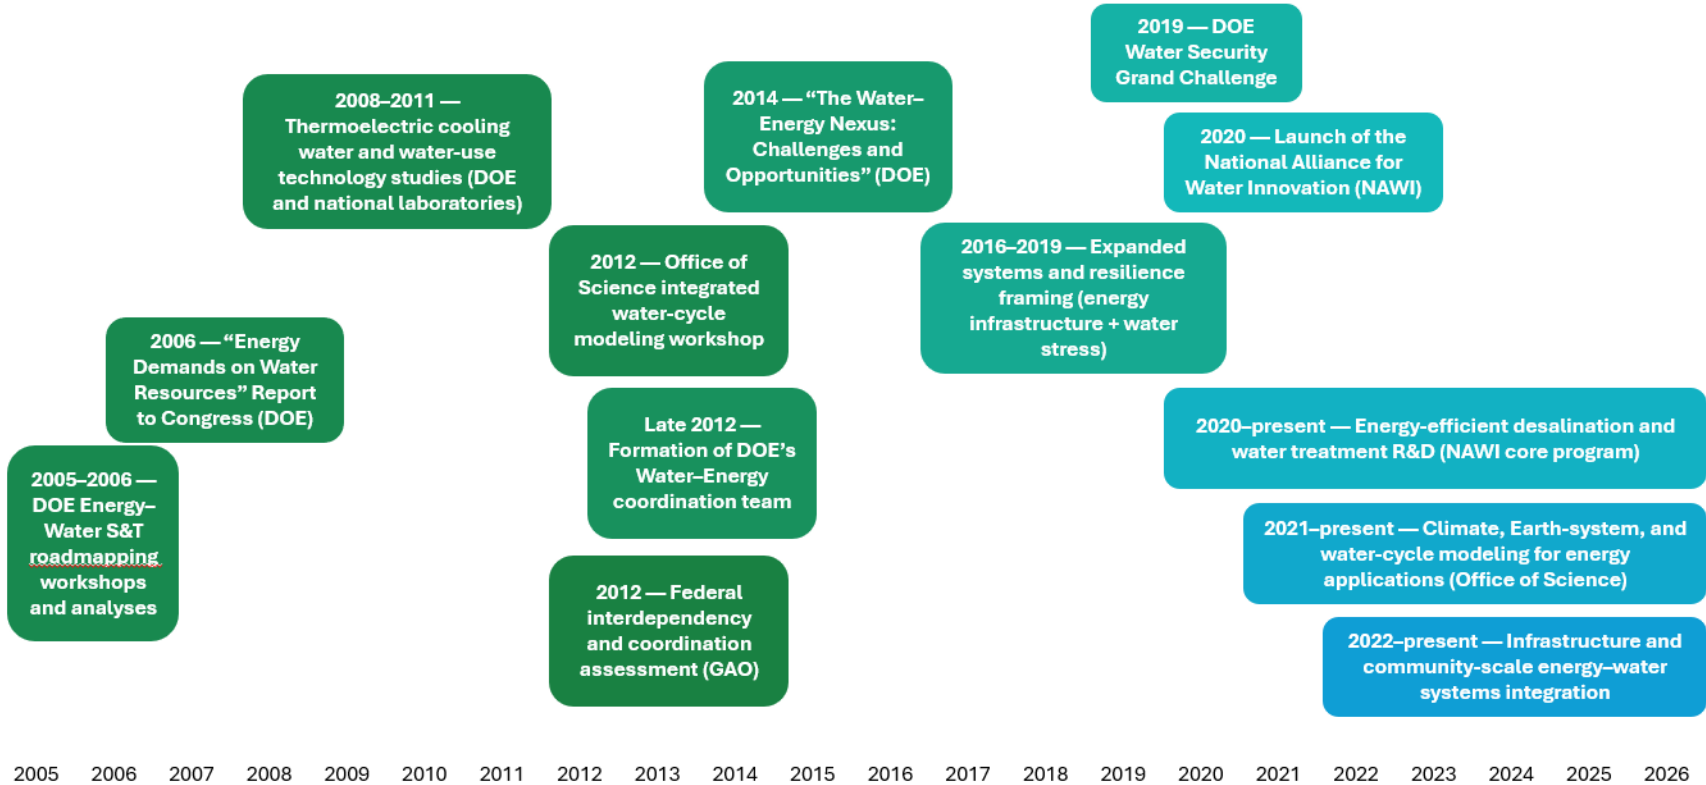 2019 — DOE
Water Security
Grand Challenge
2008–2011 —
Thermoelectric cooling
water and water-use
technology studies (DOE
and national laboratories)
2014 — “The Water–
Energy Nexus:
Challenges and
Opportunities” (DOE)
2020 — Launch of the
National Alliance for
Water Innovation (NAWI)
2012 — Office of
Science integrated
water-cycle
modeling workshop
2016–2019 — Expanded
systems and resilience
framing (energy
infrastructure + water
stress)
2006 — “Energy
Demands on Water
Resources” Report
to Congress (DOE)
Late 2012 —
Formation of DOE’s
Water–Energy
coordination team
2020–present — Energy-efficient desalination and
water treatment R&D (NAWI core program)
2005–2006 —
DOE Energy–
Water S&T
roadmapping
workshops
and analyses
2021–present — Climate, Earth-system, and
water-cycle modeling for energy
applications (Office of Science)
2012 — Federal
interdependency
and coordination
assessment (GAO)
2022–present — Infrastructure and
community-scale energy–water
systems integration
2005 2006 2007 2008 2009 2010 2011 2012 2013 2014 2015 2016 2017 2018 2019 2020 2021 2022 2023 2024 2025 2026